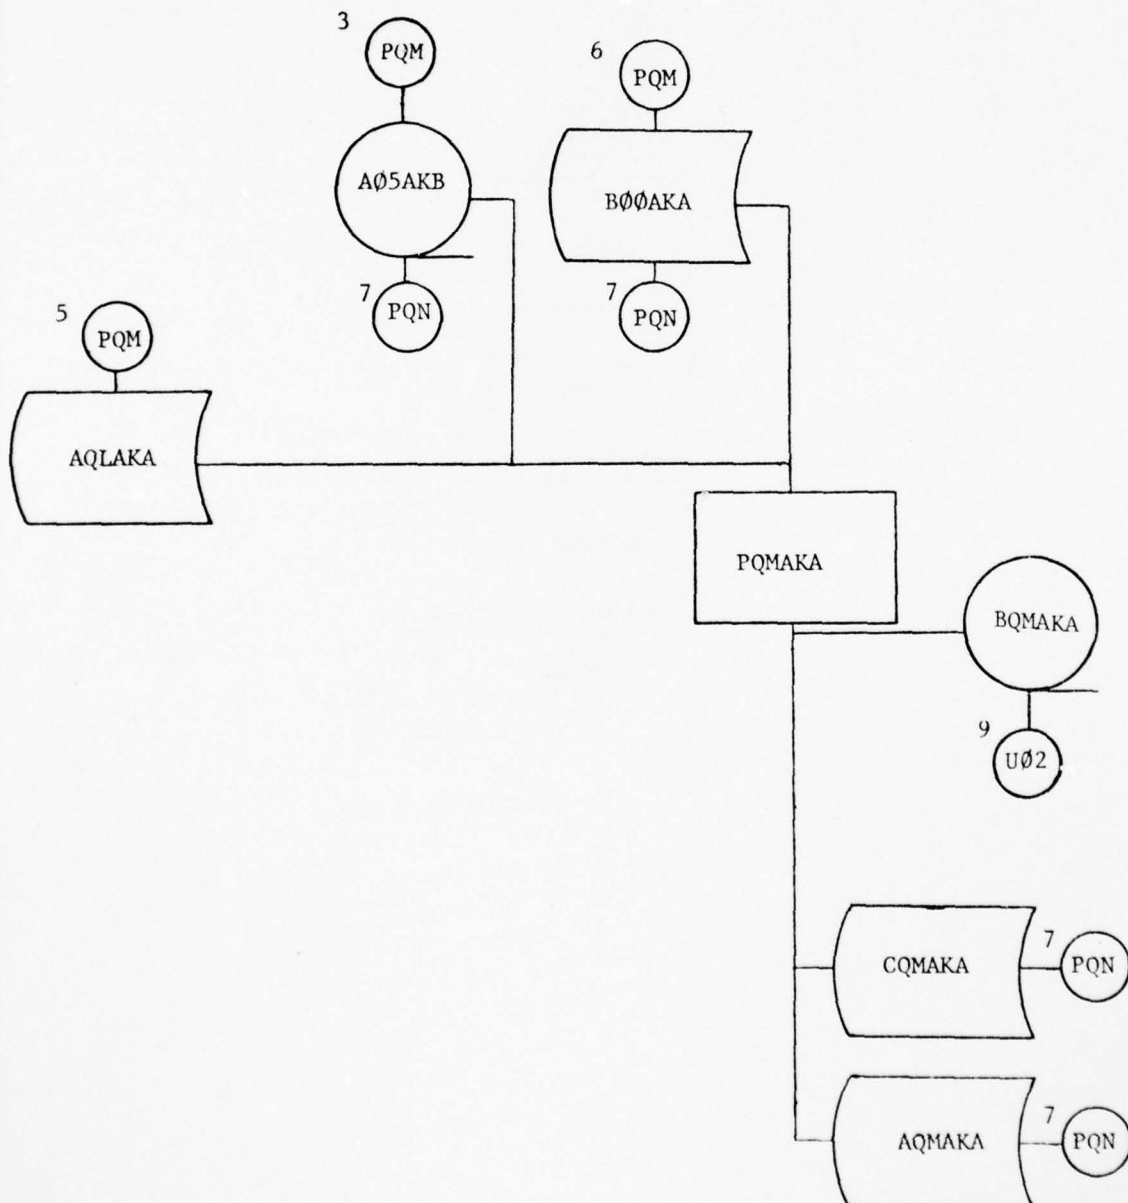 3
PQM
6
PQM
AØ5AKB
BØØAKA
7
PQN
7
PQN
5
PQM
AQLAKA
PQMAKA
BQMAKA
9
UØ2
CQMAKA
7
PQN
AQMAKA
7
PQN